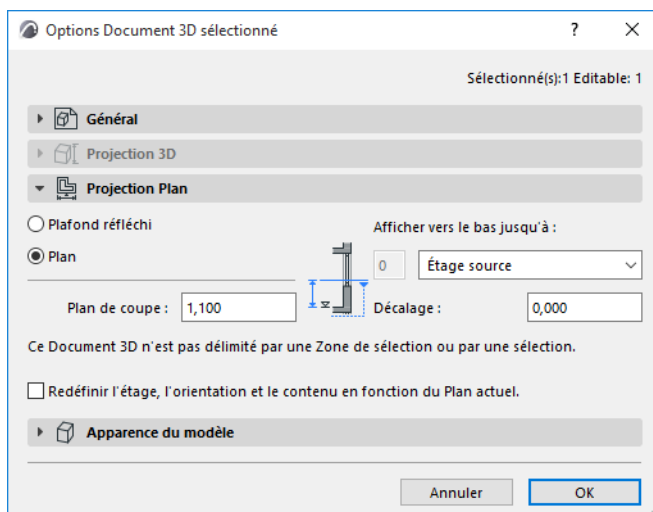 Options Document 3D sélectionné
Sélectionné(s):1 Editable: 1
Général
Projection 3D
Projection Plan
Plafond réfléchi
Afficher vers le bas jusqu'à :
Plan
0 Étage source
Plan de coupe : 1,100
Décalage : 0,000
Ce Document 3D n'est pas délimité par une Zone de sélection ou par une sélection.
Redéfinir l'étage, l'orientation et le contenu en fonction du Plan actuel.
Apparence du modèle
Annuler OK